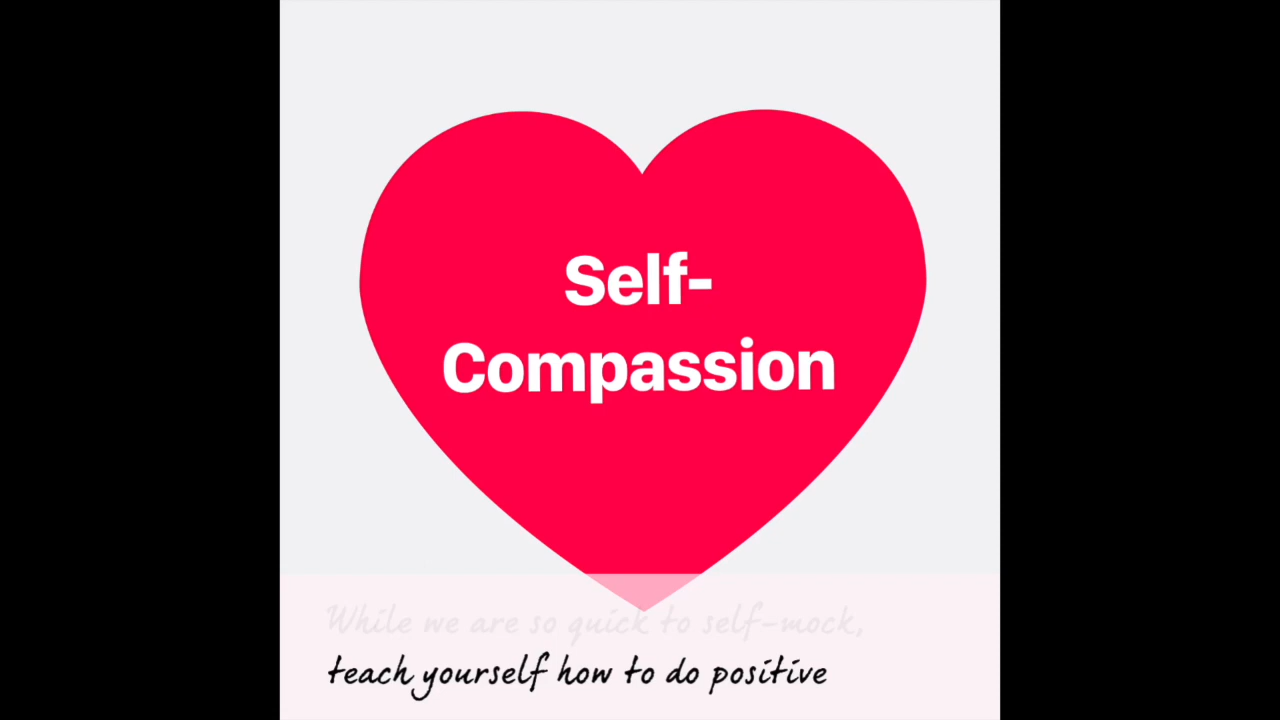 Self-
Compassion
While we are so quick to self-mock,
teach yourself how to do positive